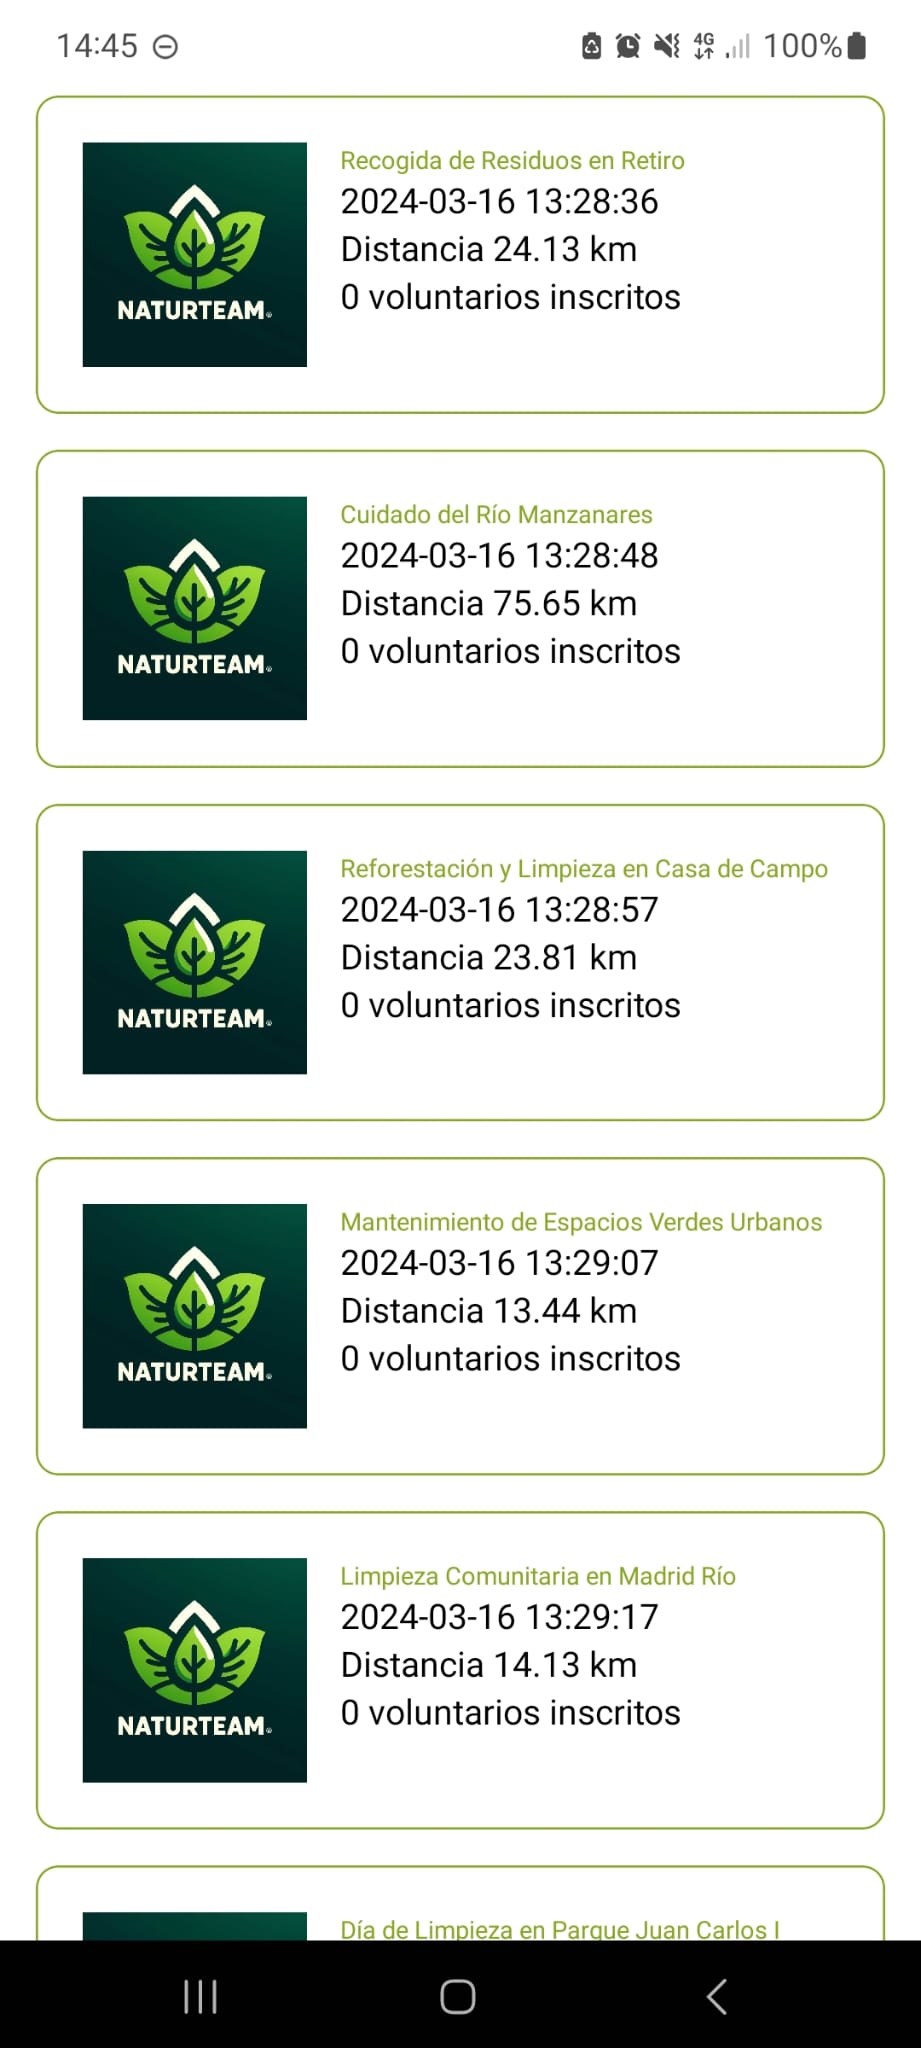 14:45
4G
100%
Recogida de Residuos en Retiro
2024-03-16 13:28:36
Distancia 24.13 km
0 voluntarios inscritos
NATURTEAM
Cuidado del Río Manzanares
2024-03-16 13:28:48
Distancia 75.65 km
0 voluntarios inscritos
NATURTEAM
Reforestación y Limpieza en Casa de Campo
2024-03-16 13:28:57
Distancia 23.81 km
0 voluntarios inscritos
NATURTEAM
Mantenimiento de Espacios Verdes Urbanos
2024-03-16 13:29:07
Distancia 13.44 km
0 voluntarios inscritos
NATURTEAM
Limpieza Comunitaria en Madrid Río
2024-03-16 13:29:17
Distancia 14.13 km
0 voluntarios inscritos
NATURTEAM
Día de Limpieza en Parque Juan Carlos I